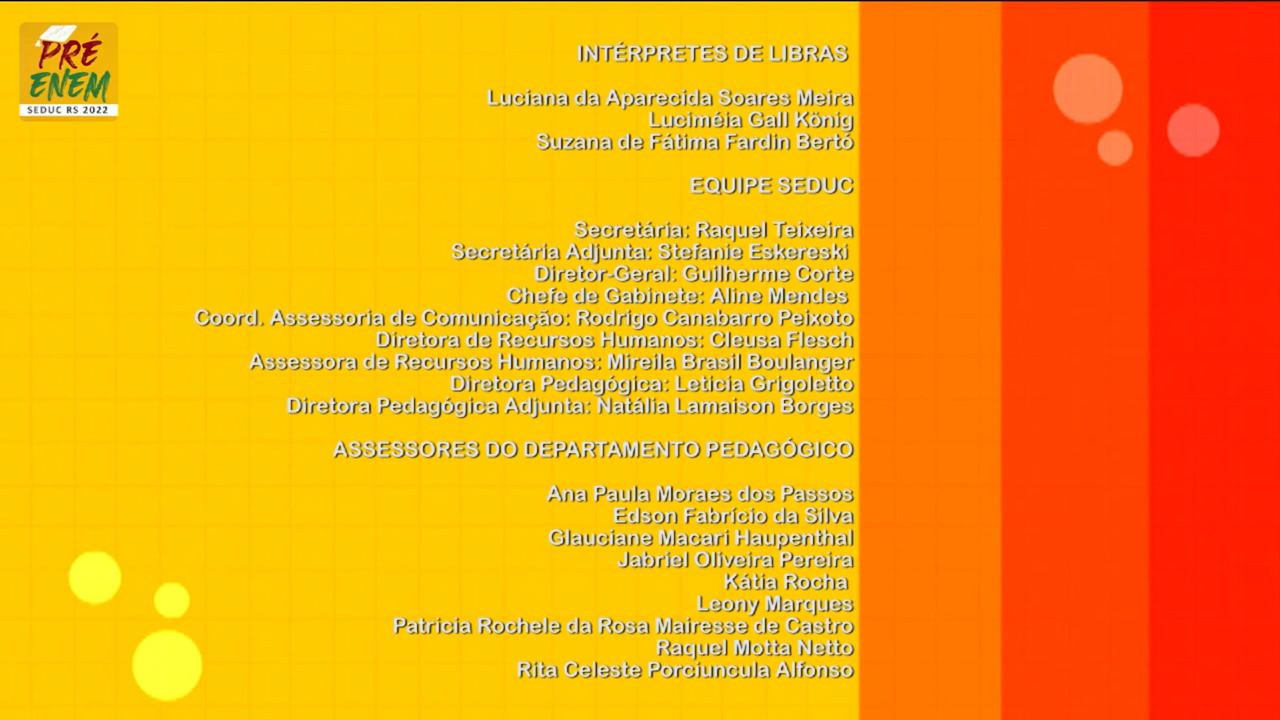 PRÉ
ENEM
SEDUC RS 2022
INTÉRPRETES DE LIBRAS
Luciana da Aparecida Soares Meira
Luciméia Gall König
Suzana de Fátima Fardin Bertó
EQUIPE SEDUC
Secretária: Raquel Teixeira
Secretária Adjunta: Stefanie Eskereski
Diretor-Geral: Guilherme Corte
Chefe de Gabinete: Aline Mendes
Coord. Assessoria de Comunicação: Rodrigo Canabarro Peixoto
Diretora de Recursos Humanos: Cleusa Flesch
Assessora de Recursos Humanos: Mireila Brasil Boulanger
Diretora Pedagógica: Leticia Grigoletto
Diretora Pedagógica Adjunta: Natália Lamaison Borges
ASSESSORES DO DEPARTAMENTO PEDAGÓGICO
Ana Paula Moraes dos Passos
Edson Fabrício da Silva
Glauciane Macari Haupenthal
Jabriel Oliveira Pereira
Kátia Rocha
Leony Marques
Patricia Rochele da Rosa Mairesse de Castro
Raquel Motta Netto
Rita Celeste Porciuncula Alfonso